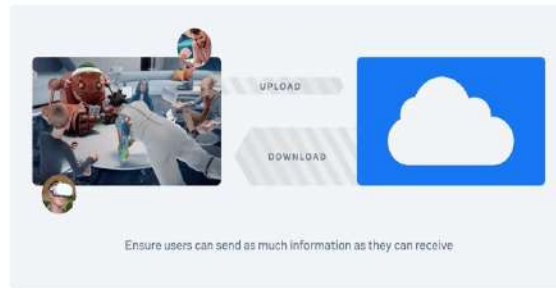 UPLOAD
DOWNLOAD
Ensure users can send as much information as they can receive